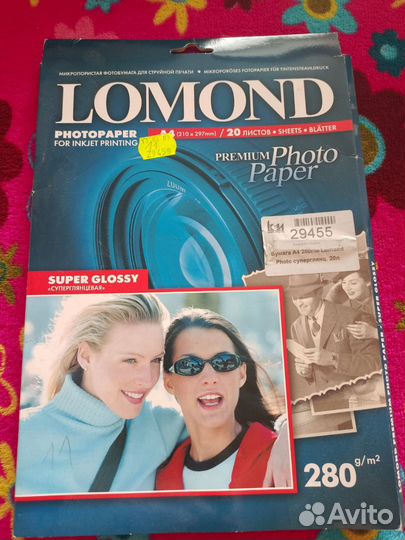 МИКРОПОРИСТАЯ ФОТОБУМАГА ДЛЯ СТРУЙНОЙ ПЕЧАТИ • MIKROPORÖSES FOTOPAPIER FÜR TINTENSTRAHLDRUCK
LOMOND
PHOTOPAPER
FOR INKJET PRINTING
(210 x 297mm) / 20 ЛИСТОВ • SHEETS • BLÄTTER
PREMIUM Photo Paper
29455
Бумага А4 280г/м Lomond
Photo суперглянц. 20л
SUPER GLOSSY
«СУПЕРГЛЯНЦЕВАЯ»
11
280 g/m²
Avito